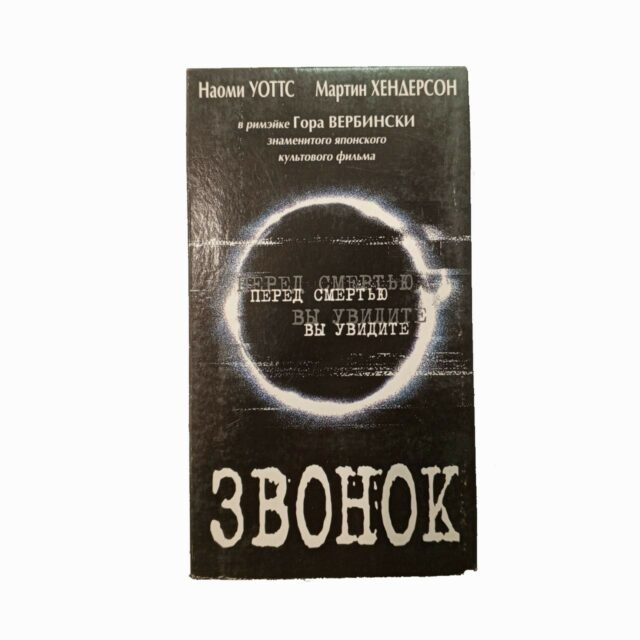 Наоми УОТТС Мартин ХЕНДЕРСОН
в римэйке Гора ВЕРБИНСКИ
знаменитого японского
культового фильма
ПЕРЕД СМЕРТЬЮ
ПЕРЕД СМЕРТЬЮ
ВЫ УВИДИТЕ
ВЫ УВИДИТЕ
ЗВОНОК